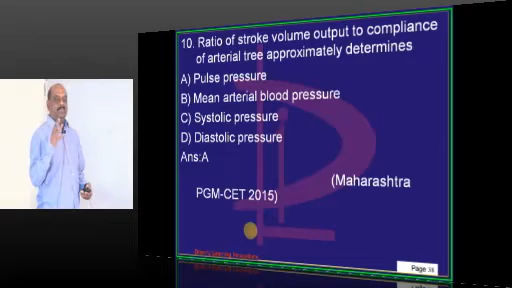 10. Ratio of stroke volume output to compliance
of arterial tree approximately determines
A) Pulse pressure
B) Mean arterial blood pressure
C) Systolic pressure
D) Diastolic pressure
Ans:A
(Maharashtra
PGM-CET 2015)
Page 38